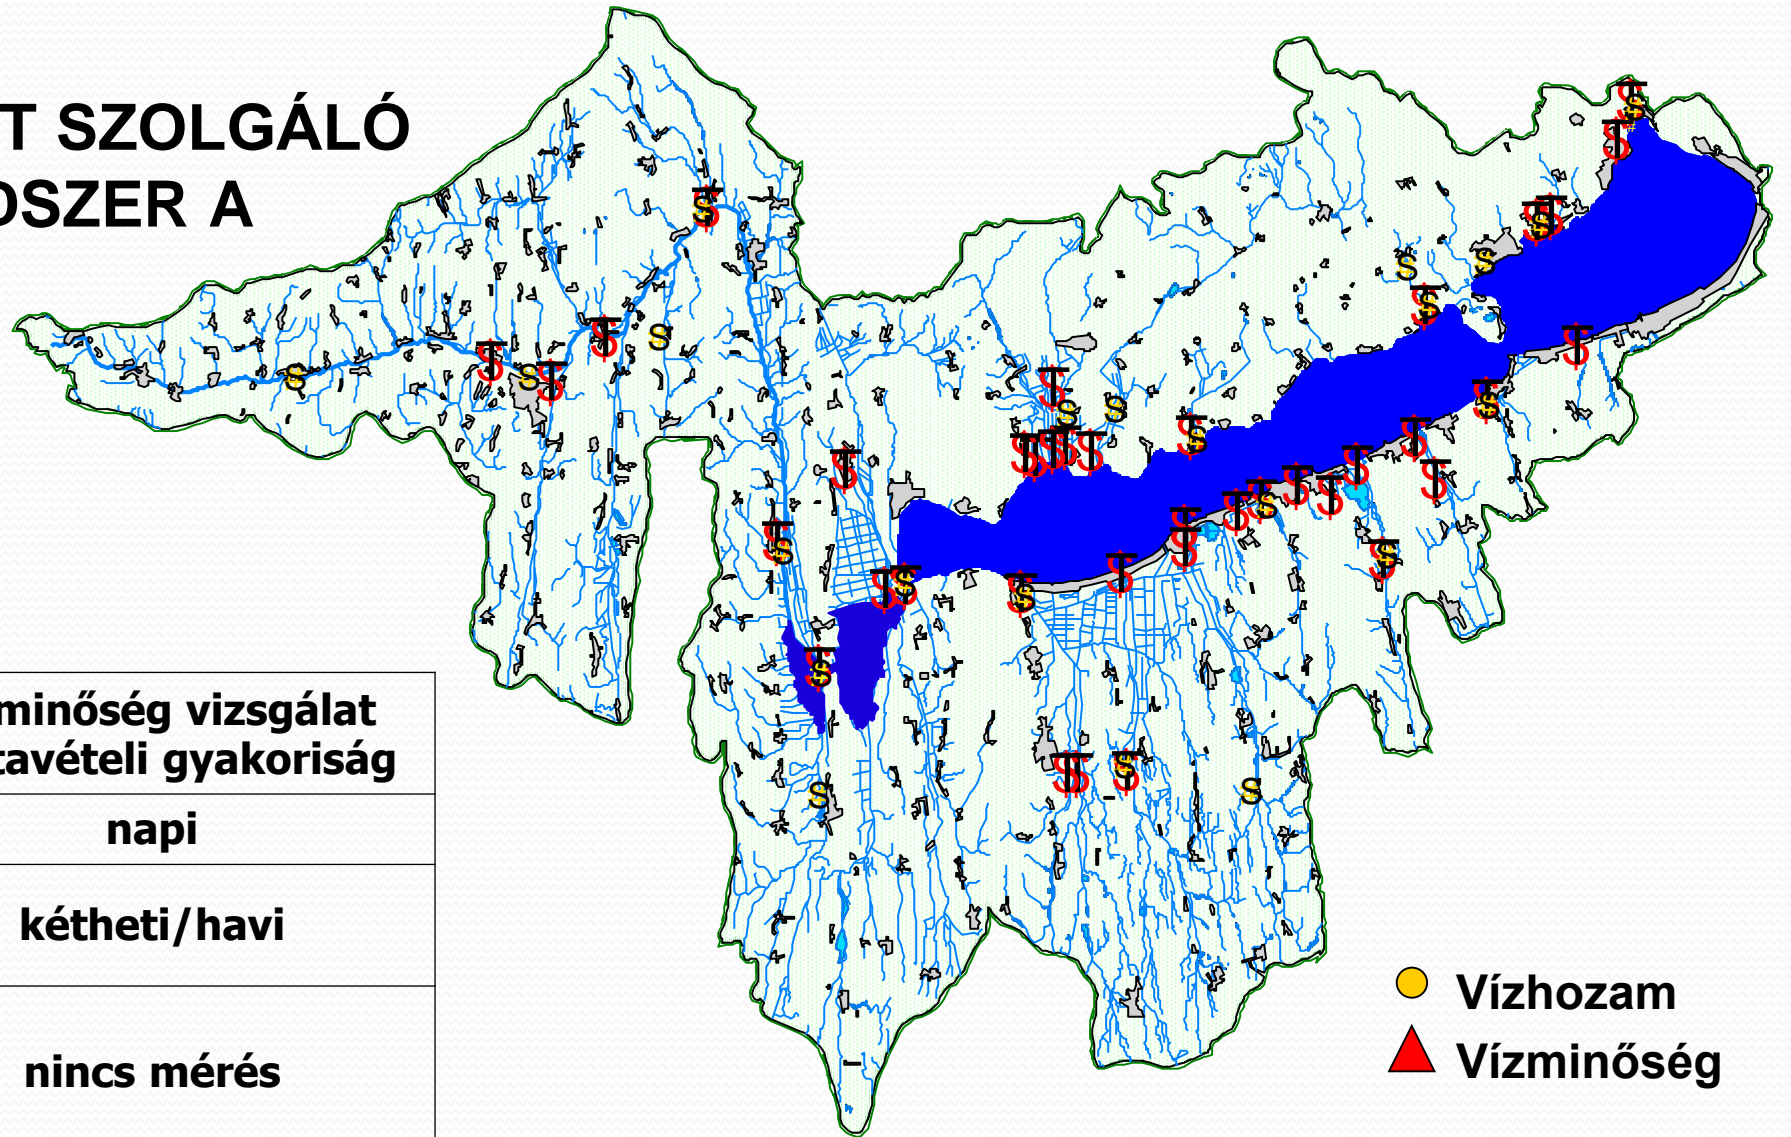 T SZOLGÁLÓ
DSZER A
minőség vizsgálat
tavételi gyakoriság
napi
kétheti/havi
nincs mérés
Vízhozam
Vízminőség